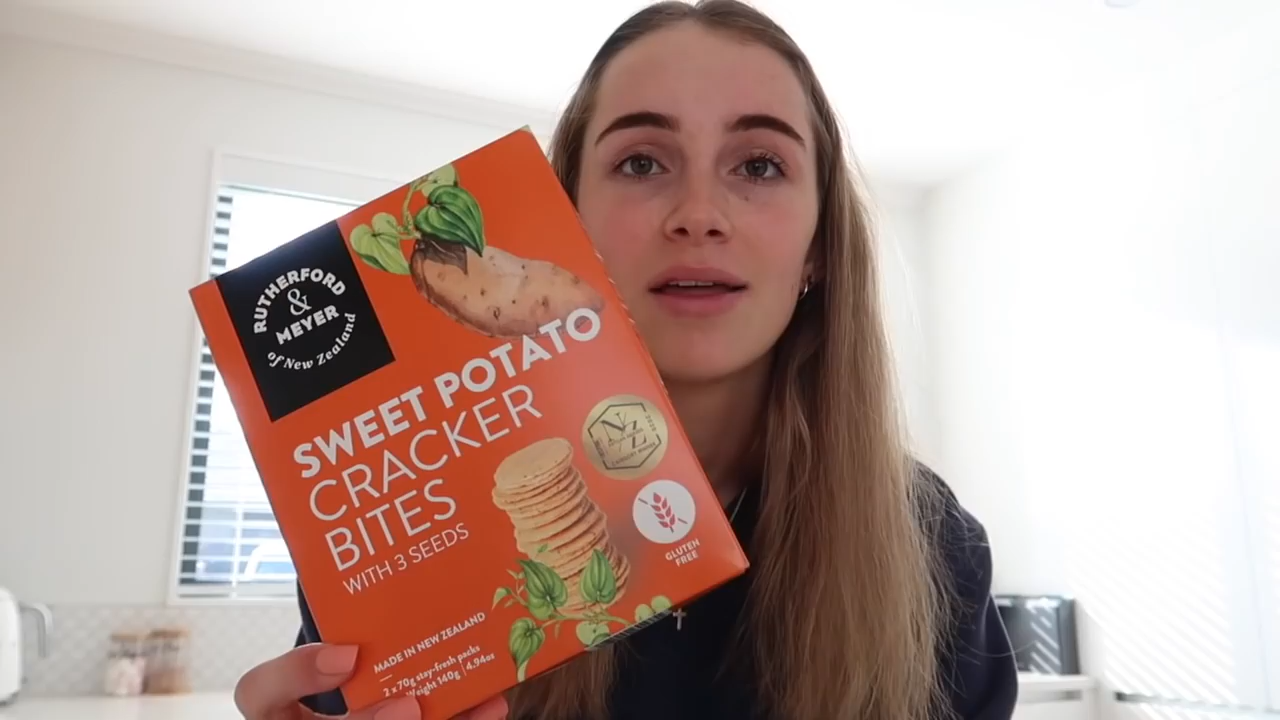 RUTHERFORD
&
MEYER
of New Zealand
SWEET POTATO
CRACKER
BITES
WITH 3 SEEDS
NZ
GLUTEN
FREE
MADE IN NEW ZEALAND
2 x 70g stay-fresh packs
Weight 140g | 4.94oz